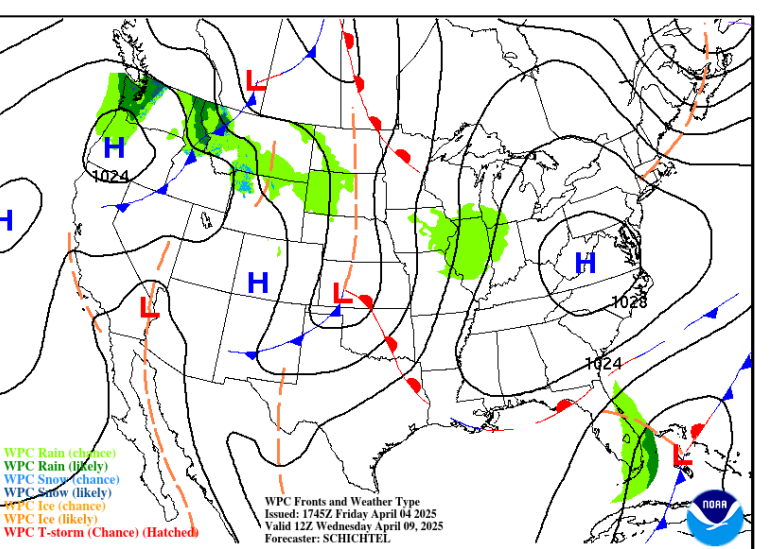 L
H
1024
H
H
H
L
L
1028
1024
L
WPC Rain (chance)
WPC Rain (likely)
WPC Snow (chance)
WPC Snow (likely)
WPC Ice (chance)
WPC Ice (likely)
WPC T-storm (Chance) (Hatched)
WPC Fronts and Weather Type
Issued: 1745Z Friday April 04 2025
Valid 12Z Wednesday April 09, 2025
Forecaster: SCHICHTEL
NOAA